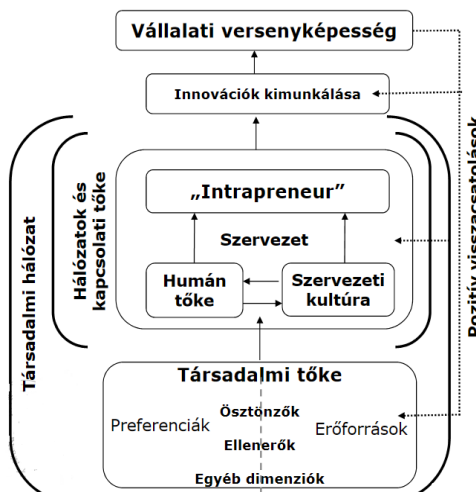 Vállalati versenyképesség
Innovációk kimunkálása
„Intrapreneur”
Szervezet
Humán
tőke
Szervezeti
kultúra
Hálózatok és
kapcsolati tőke
Társadalmi hálózat
Pozitív visszacsatolások
Társadalmi tőke
Ösztönzők
Preferenciák
Erőforrások
Ellenerők
Egyéb dimenziók